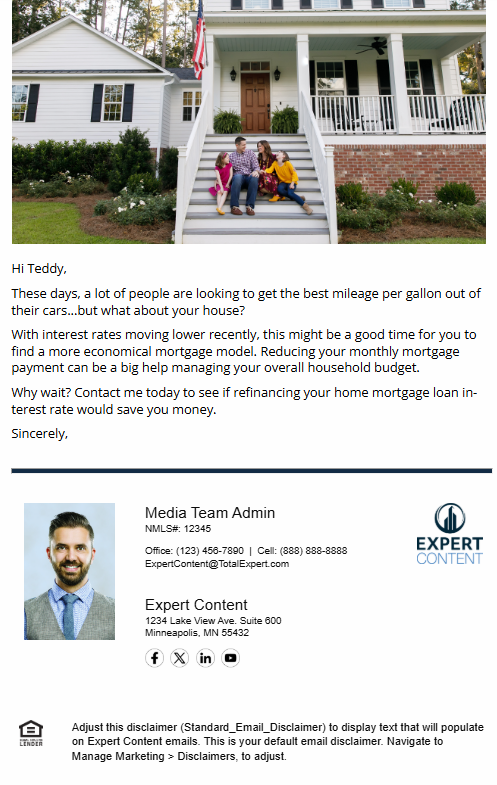 Hi Teddy,
These days, a lot of people are looking to get the best mileage per gallon out of
their cars...but what about your house?
With interest rates moving lower recently, this might be a good time for you to
find a more economical mortgage model. Reducing your monthly mortgage
payment can be a big help managing your overall household budget.
Why wait? Contact me today to see if refinancing your home mortgage loan in-
terest rate would save you money.
Sincerely,
Media Team Admin
NMLS#: 12345
Office: (123) 456-7890 | Cell: (888) 888-8888
ExpertContent@TotalExpert.com
EXPERT
CONTENT
Expert Content
1234 Lake View Ave. Suite 600
Minneapolis, MN 55432
Adjust this disclaimer (Standard_Email_Disclaimer) to display text that will populate
on Expert Content emails. This is your default email disclaimer. Navigate to
Manage Marketing > Disclaimers, to adjust.
LENDER